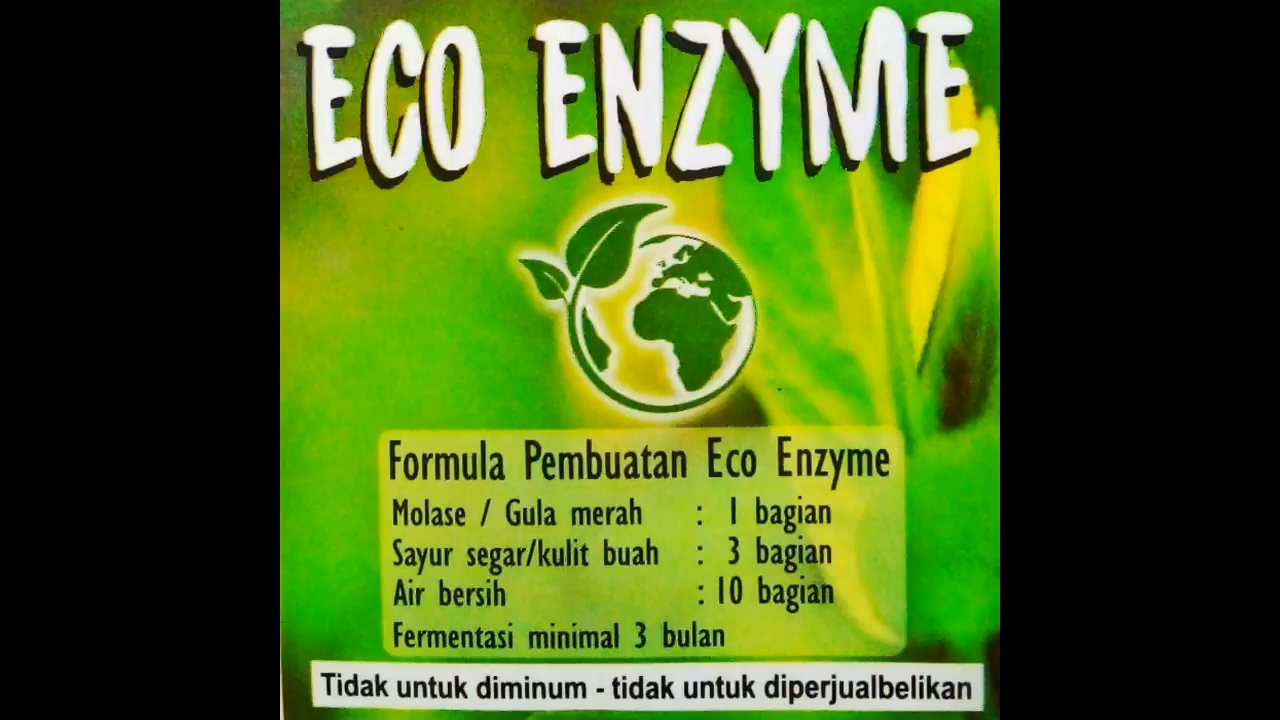 ECO ENZYME
Formula Pembuatan Eco Enzyme
Molase / Gula merah : 1 bagian
Sayur segar/kulit buah : 3 bagian
Air bersih : 10 bagian
Fermentasi minimal 3 bulan
Tidak untuk diminum - tidak untuk diperjualbelikan